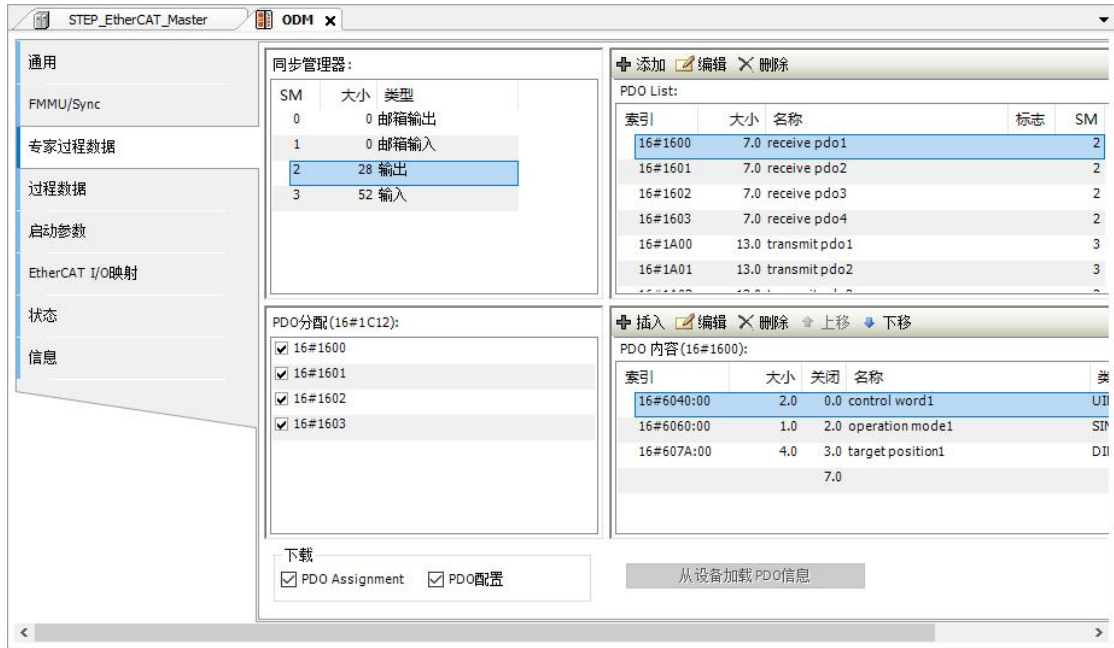 STEP_EtherCAT_Master ODM
通用
FMMU/Sync
专家过程数据
过程数据
启动参数
EtherCAT I/O映射
状态
信息
同步管理器:
SM 大小 类型
0 0 邮箱输出
1 0 邮箱输入
2 28 输出
3 52 输入
添加 编辑 删除
PDO List:
索引 大小 名称 标志 SM
16#1600 7.0 receive pdo1 2
16#1601 7.0 receive pdo2 2
16#1602 7.0 receive pdo3 2
16#1603 7.0 receive pdo4 2
16#1A00 13.0 transmit pdo1 3
16#1A01 13.0 transmit pdo2 3
PDO分配(16#1C12):
16#1600
16#1601
16#1602
16#1603
插入 编辑 删除 上移 下移
PDO 内容(16#1600):
索引 大小 关闭 名称
16#6040:00 2.0 0.0 control word1
16#6060:00 1.0 2.0 operation mode1
16#607A:00 4.0 3.0 target position1
7.0
下载
PDO Assignment PDO配置
从设备加载 PDO信息